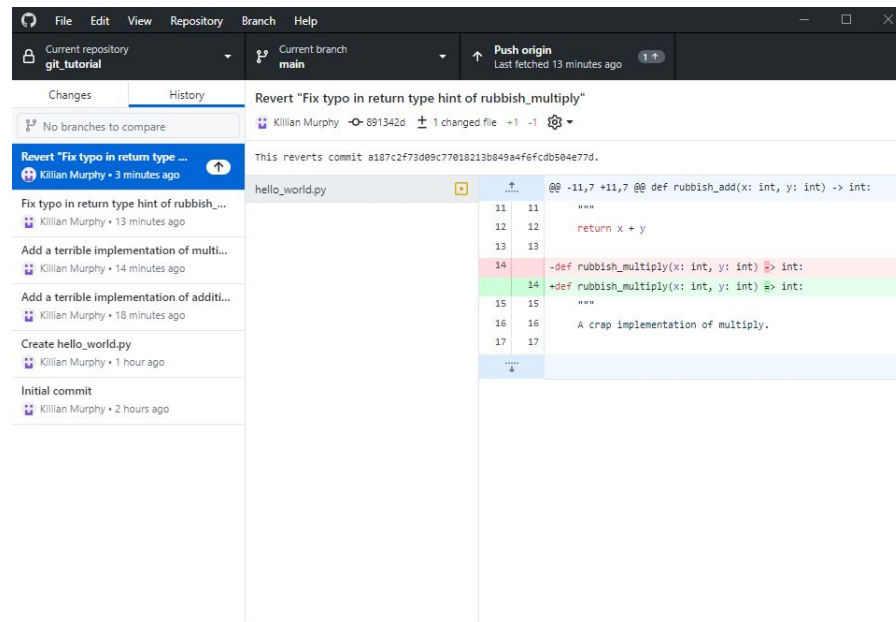 File Edit View Repository Branch Help
Current repository
git_tutorial
Current branch
main
Push origin
Last fetched 13 minutes ago
1
Changes History
No branches to compare
Revert "Fix typo in return type ...
Killian Murphy • 3 minutes ago
Fix typo in return type hint of rubbish_...
Killian Murphy • 13 minutes ago
Add a terrible implementation of multi...
Killian Murphy • 14 minutes ago
Add a terrible implementation of additi...
Killian Murphy • 18 minutes ago
Create hello_world.py
Killian Murphy • 1 hour ago
Initial commit
Killian Murphy • 2 hours ago
Revert "Fix typo in return type hint of rubbish_multiply"
Killian Murphy 891342d 1 changed file +1 -1
This reverts commit a187c2f73d09c77018213b849a4f6fcdb504e77d.
hello_world.py
@@ -11,7 +11,7 @@ def rubbish_add(x: int, y: int) -> int:
11 11 """
12 12 return x + y
13 13
14 -def rubbish_multiply(x: int, y: int) -> int:
14 +def rubbish_multiply(x: int, y: int) => int:
15 15 """
16 16 A crap implementation of multiply.
17 17